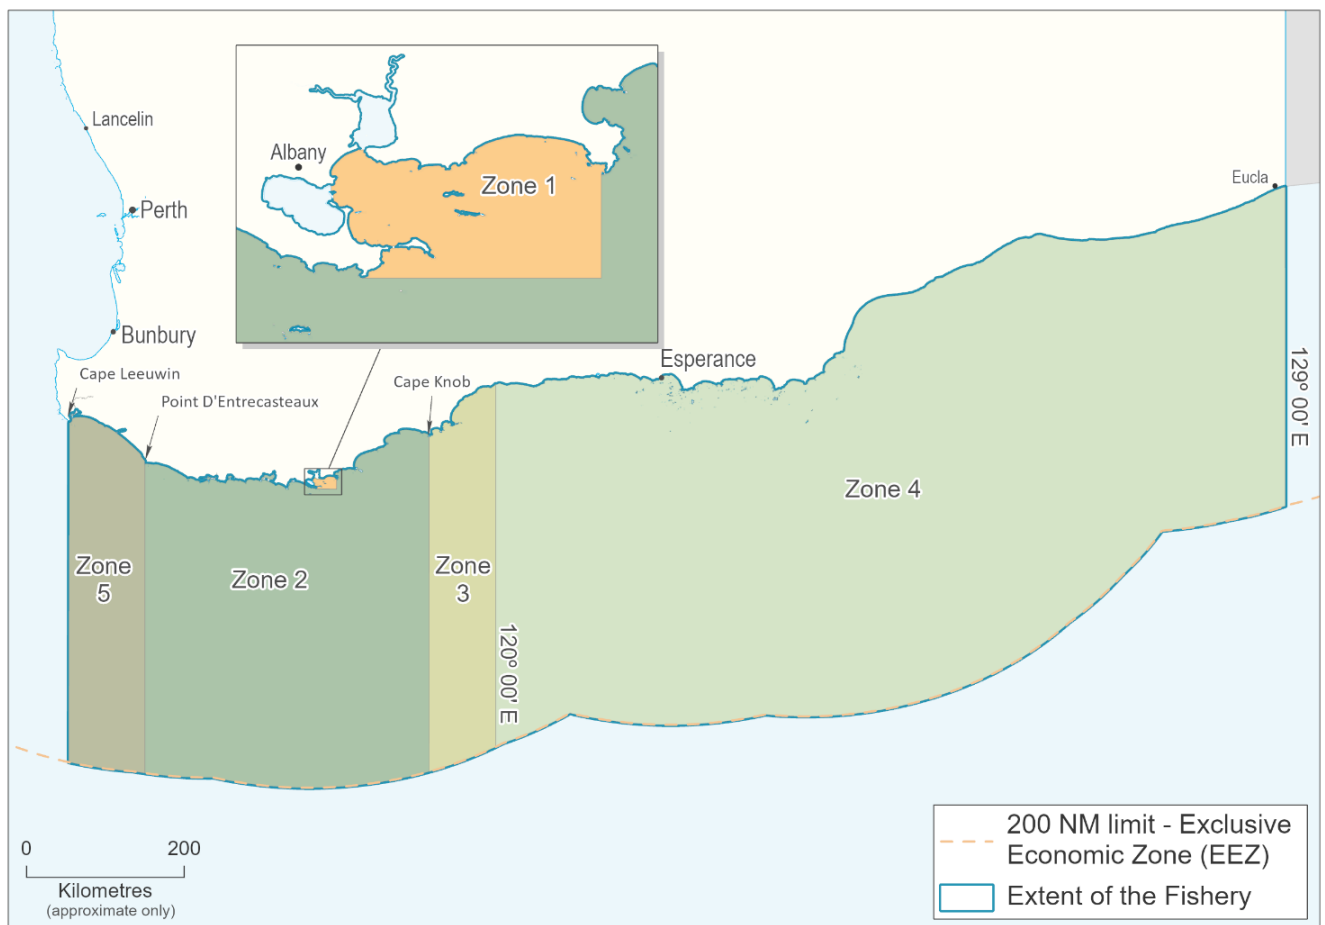 Lancelin
Albany
Zone 1
Eucla
Perth
Bunbury
Esperance
129° 00' E
Cape Leeuwin
Cape Knob
Point D'Entrecasteaux
Zone 4
Zone
5
Zone 2
Zone
3
120° 00' E
0 200
Kilometres
(approximate only)
200 NM limit - Exclusive
Economic Zone (EEZ)
Extent of the Fishery